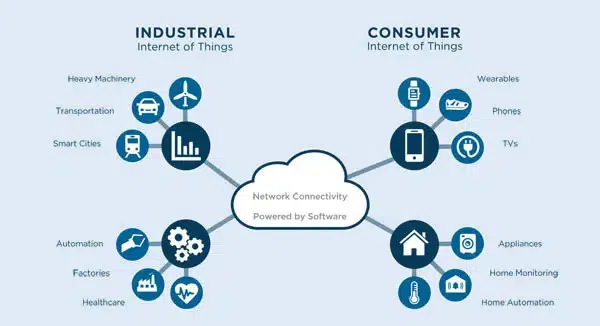 INDUSTRIAL
Internet of Things
CONSUMER
Internet of Things
Heavy Machinery
Transportation
Smart Cities
Wearables
Phones
TVs
Network Connectivity
Powered by Software
Automation
Factories
Healthcare
Appliances
Home Monitoring
Home Automation